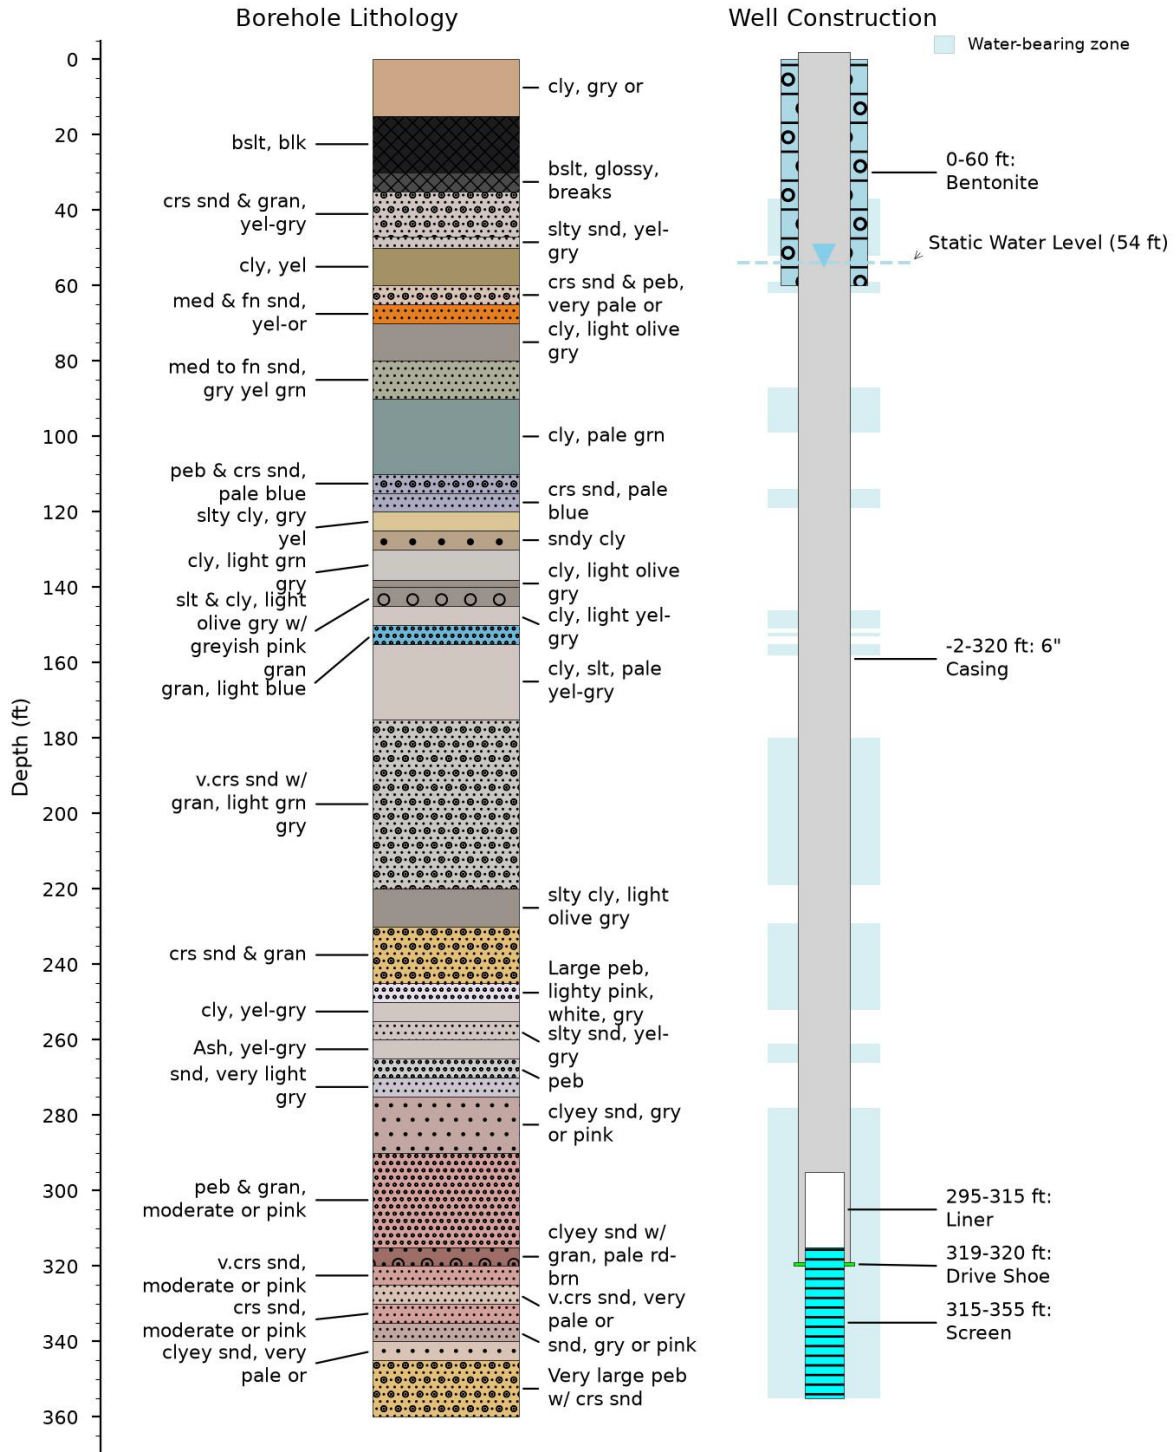 Borehole Lithology
Well Construction
Water-bearing zone
Depth (ft)
0
20
40
60
80
100
120
140
160
180
200
220
240
260
280
300
320
340
360
bslt, blk
crs snd & gran,
yel-gry
cly, yel
med & fn snd,
yel-or
med to fn snd,
gry yel grn
peb & crs snd,
pale blue
slty cly, gry
yel
cly, light grn
gry
slt & cly, light
olive gry w/
greyish pink
gran
gran, light blue
v.crs snd w/
gran, light grn
gry
crs snd & gran
cly, yel-gry
Ash, yel-gry
snd, very light
gry
peb & gran,
moderate or pink
v.crs snd,
moderate or pink
crs snd,
moderate or pink
clyey snd, very
pale or
cly, gry or
bslt, glossy,
breaks
slty snd, yel-
gry
crs snd & peb,
very pale or
cly, light olive
gry
cly, pale grn
crs snd, pale
blue
sndy cly
cly, light olive
gry
cly, light yel-
gry
cly, slt, pale
yel-gry
slty cly, light
olive gry
Large peb,
lighty pink,
white, gry
slty snd, yel-
gry
peb
clyey snd, gry
or pink
clyey snd w/
gran, pale rd-
brn
v.crs snd, very
pale or
snd, gry or pink
Very large peb
w/ crs snd
0-60 ft:
Bentonite
Static Water Level (54 ft)
-2-320 ft: 6"
Casing
295-315 ft:
Liner
319-320 ft:
Drive Shoe
315-355 ft:
Screen